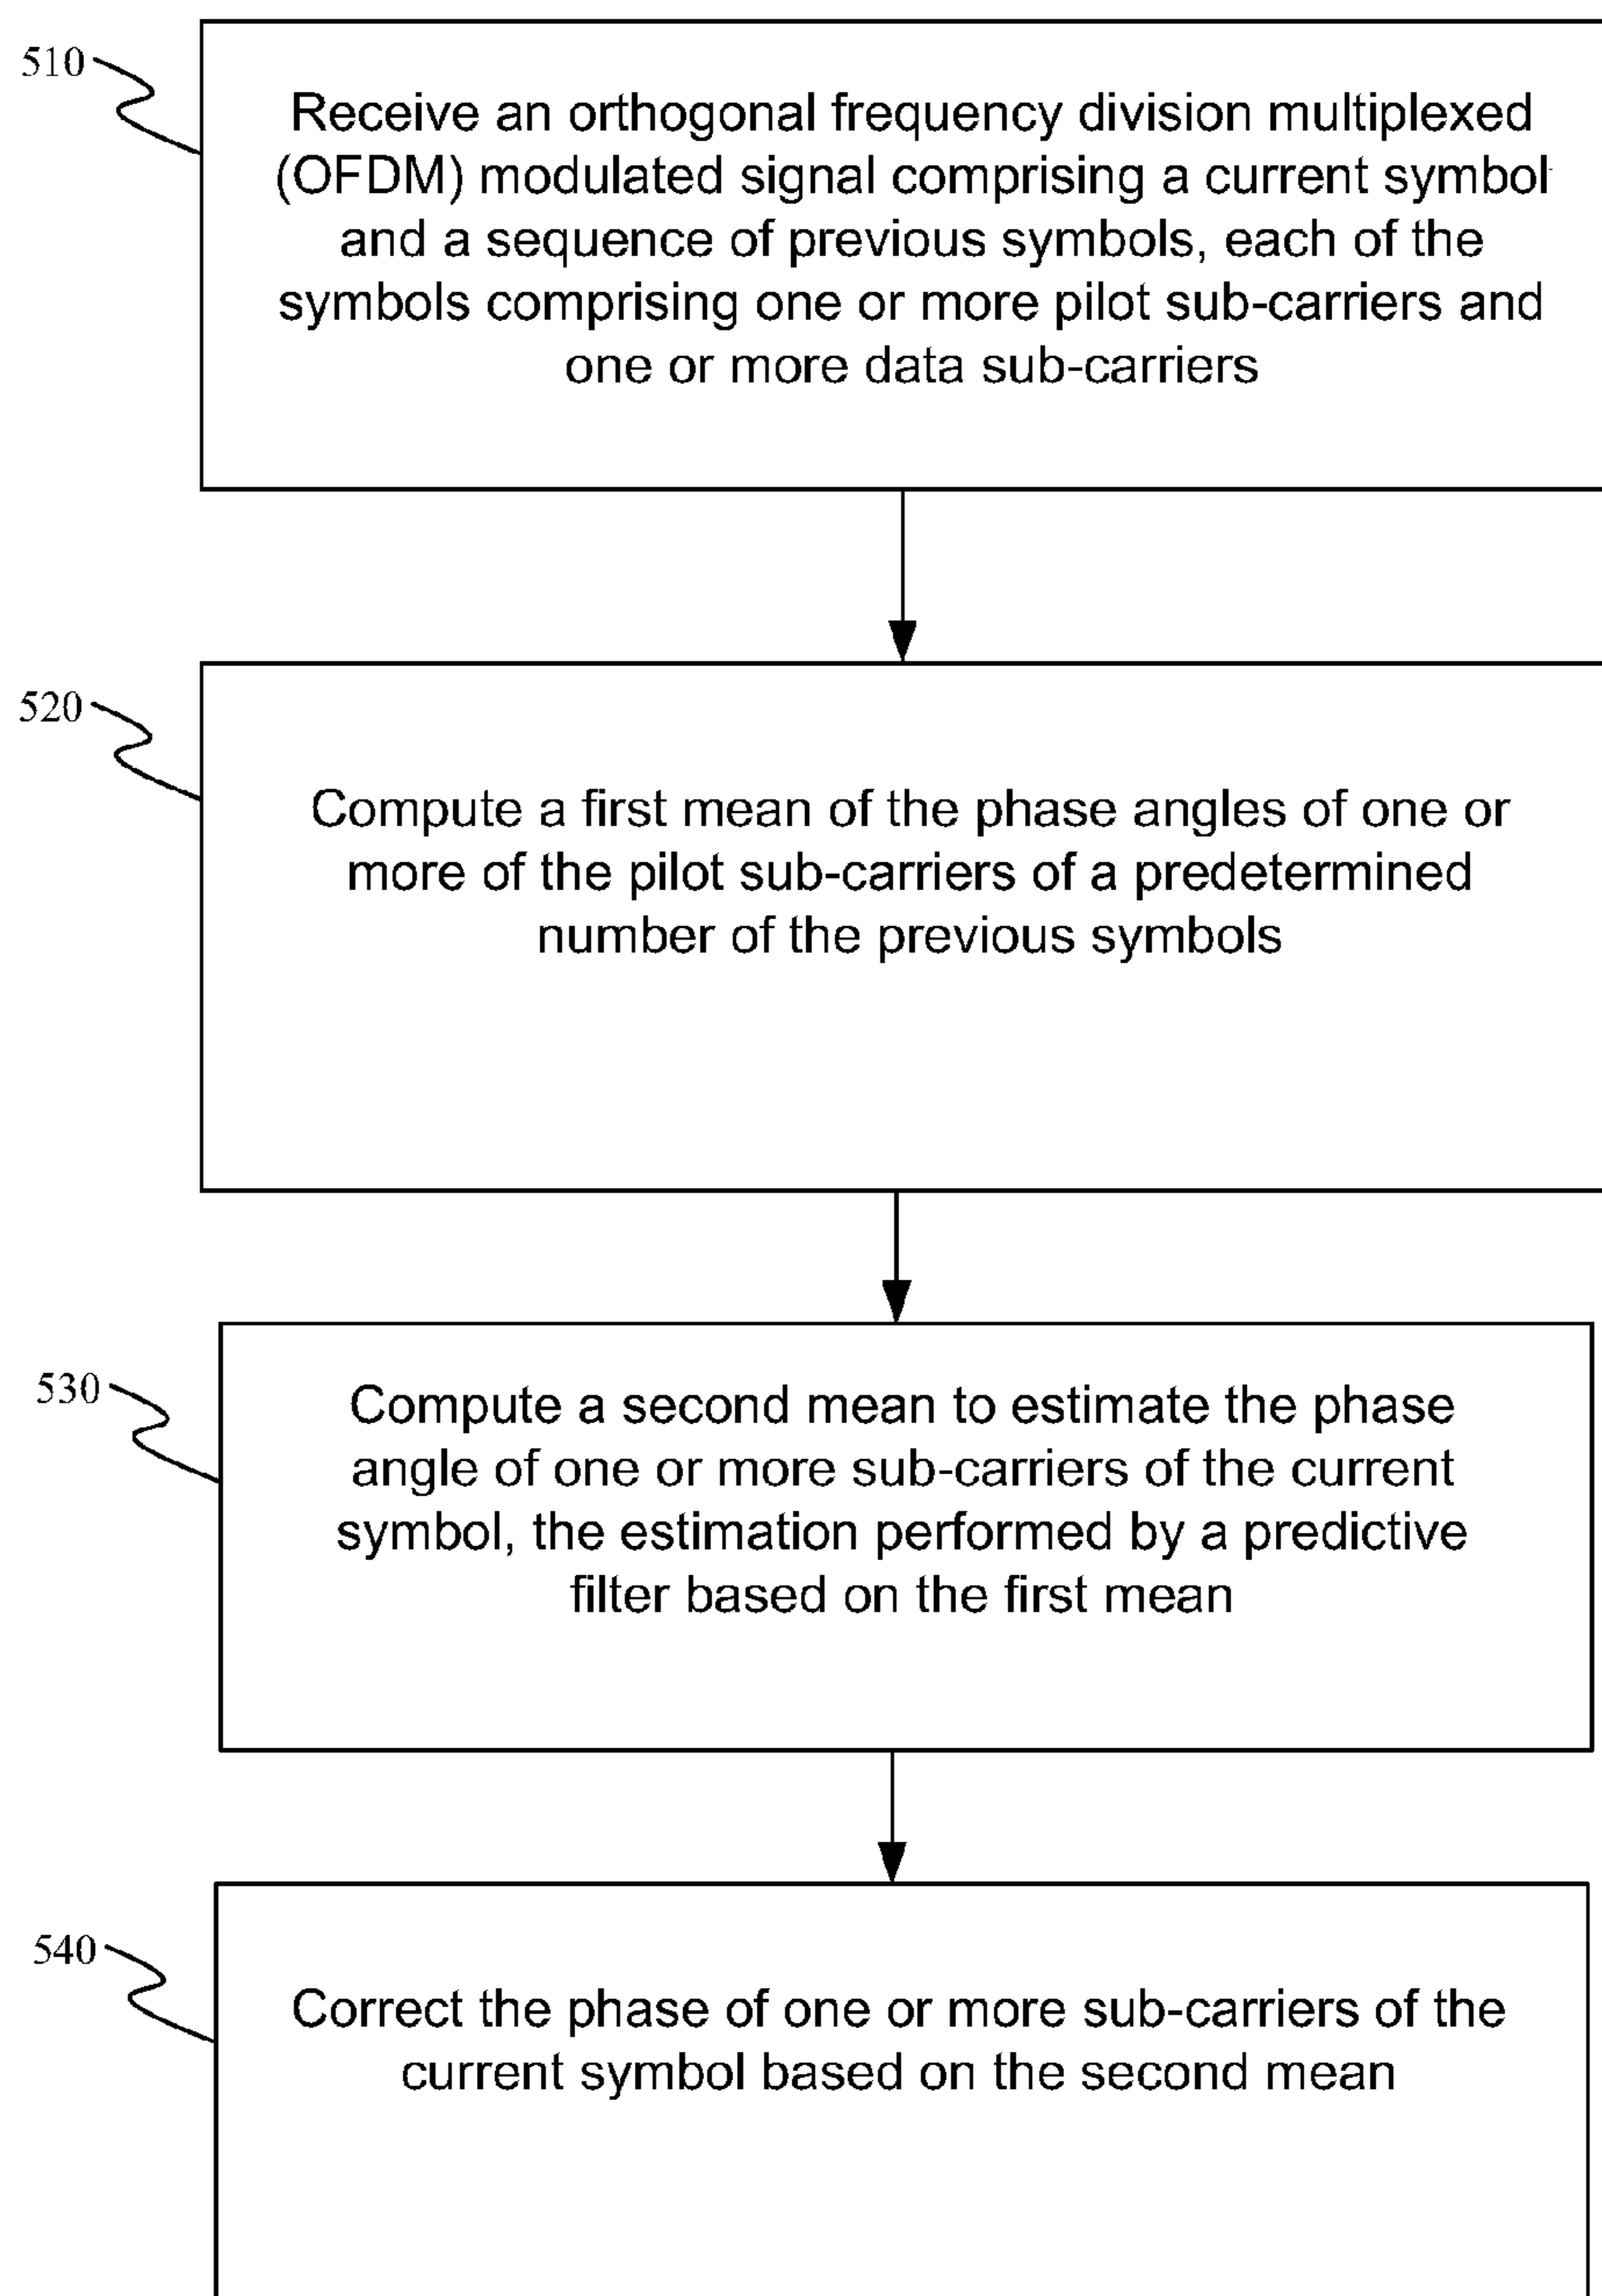 510
Receive an orthogonal frequency division multiplexed
(OFDM) modulated signal comprising a current symbol
and a sequence of previous symbols, each of the
symbols comprising one or more pilot sub-carriers and
one or more data sub-carriers
520
Compute a first mean of the phase angles of one or
more of the pilot sub-carriers of a predetermined
number of the previous symbols
530
Compute a second mean to estimate the phase
angle of one or more sub-carriers of the current
symbol, the estimation performed by a predictive
filter based on the first mean
540
Correct the phase of one or more sub-carriers of the
current symbol based on the second mean